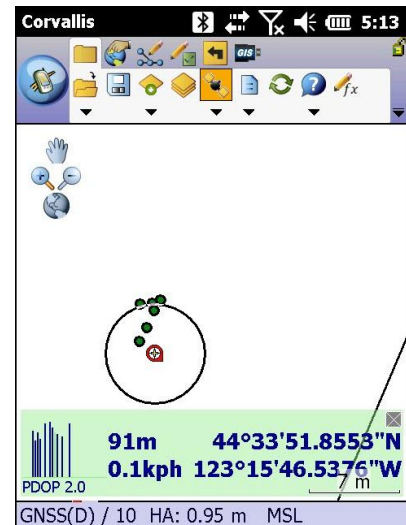 Corvallis 5:13
GIS
fx
91m 44°33'51.8553"N
0.1kph 123°15'46.5376"W
PDOP 2.0 7 m
GNSS(D) / 10 HA: 0.95 m MSL